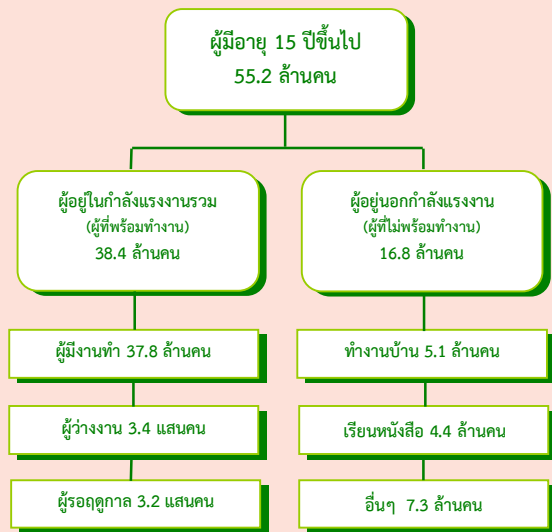 ผู้มีอายุ 15 ปีขึ้นไป
55.2 ล้านคน
ผู้อยู่ในกำลังแรงงานรวม
(ผู้ที่พร้อมทำงาน)
38.4 ล้านคน
ผู้มีงานทำ 37.8 ล้านคน
ผู้ว่างงาน 3.4 แสนคน
ผู้รอฤดูกาล 3.2 แสนคน
ผู้อยู่นอกกำลังแรงงาน
(ผู้ที่ไม่พร้อมทำงาน)
16.8 ล้านคน
ทำงานบ้าน 5.1 ล้านคน
เรียนหนังสือ 4.4 ล้านคน
อื่นๆ 7.3 ล้านคน